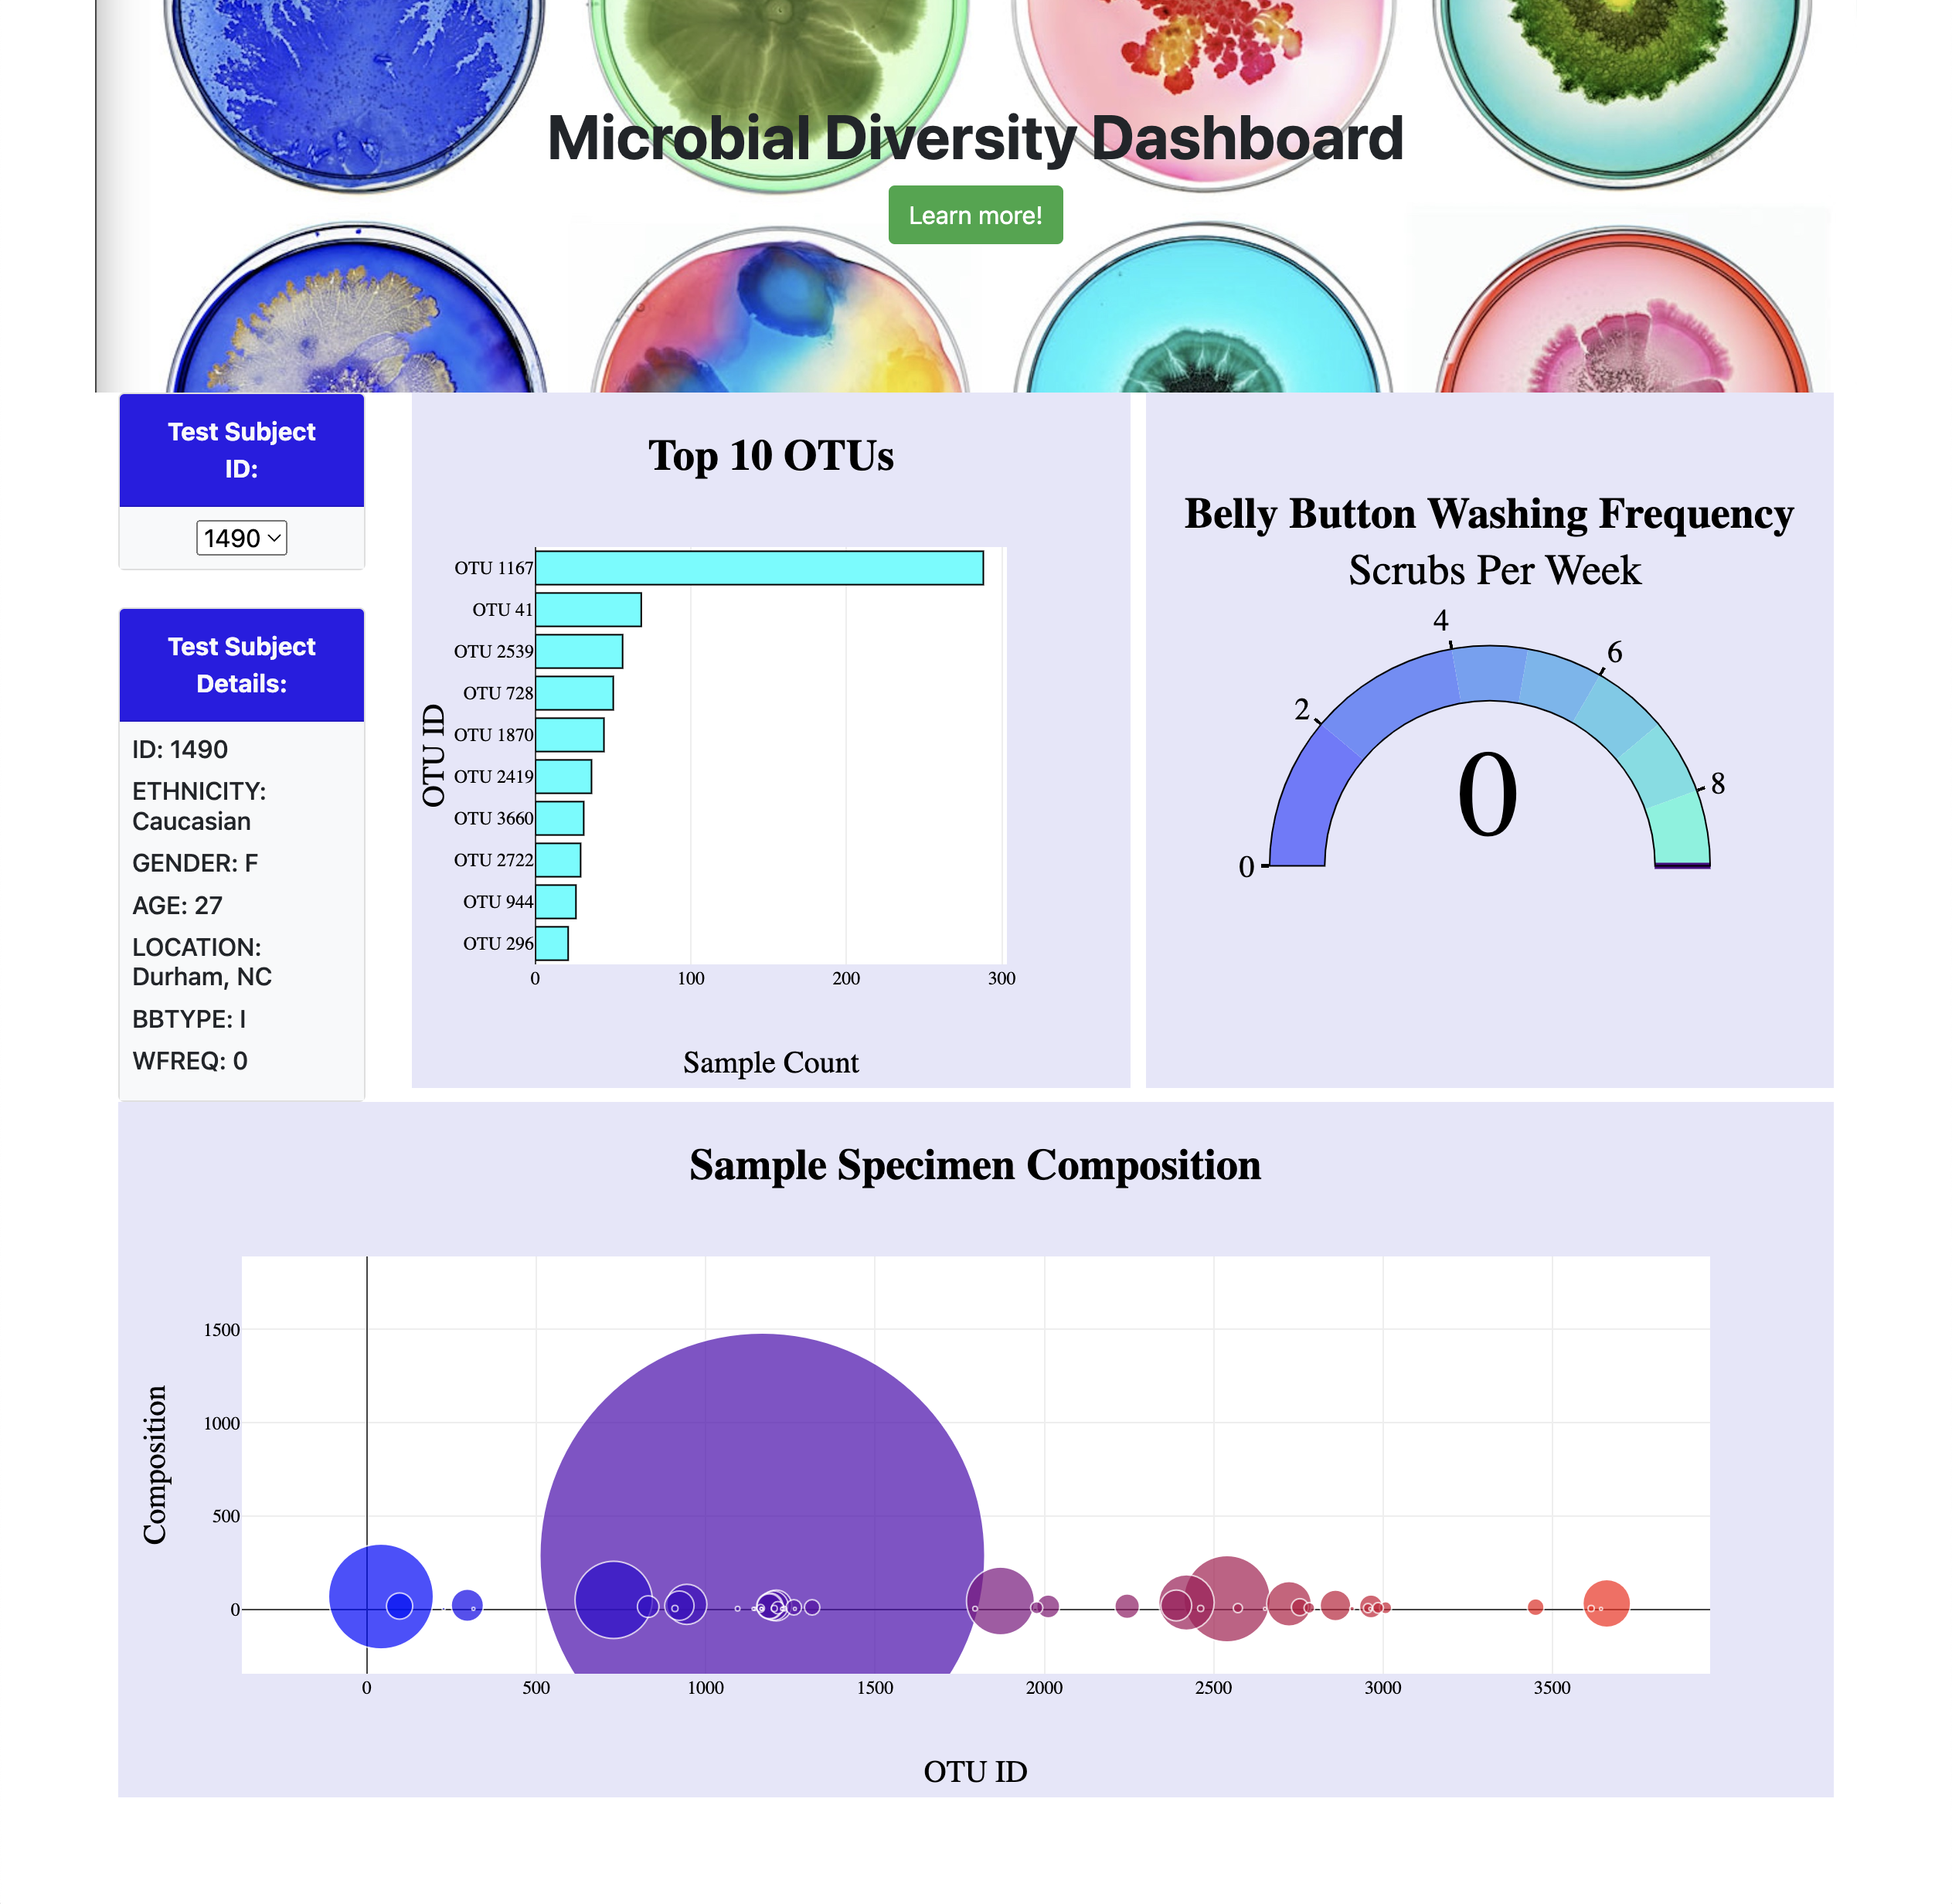 Microbial Diversity Dashboard
Learn more!
Test Subject
ID:
1490
Test Subject
Details:
ID: 1490
ETHNICITY:
Caucasian
GENDER: F
AGE: 27
LOCATION:
Durham, NC
BBTYPE: I
WFREQ: 0
Top 10 OTUs
OTU ID
OTU 1167
OTU 41
OTU 2539
OTU 728
OTU 1870
OTU 2419
OTU 3660
OTU 2722
OTU 944
OTU 296
0 100 200 300
Sample Count
Belly Button Washing Frequency
Scrubs Per Week
0
2
4
6
8
0
Sample Specimen Composition
Composition
1500
1000
500
0
0 500 1000 1500 2000 2500 3000 3500
OTU ID